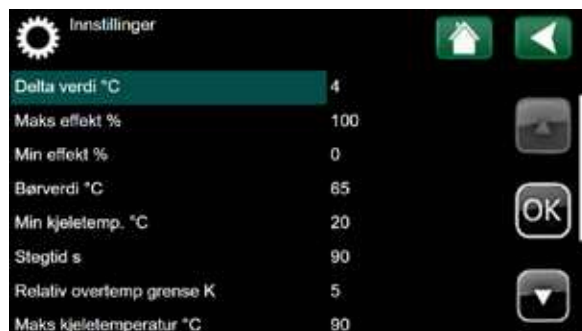 Innstillinger
Delta verdi °C 4
Maks effekt % 100
Min effekt % 0
Børverdi °C 65
Min kjeletemp. °C 20
Stegtid s 90
Relativ overtemp grense K 5
Maks kjeletemperatur °C 90
OK